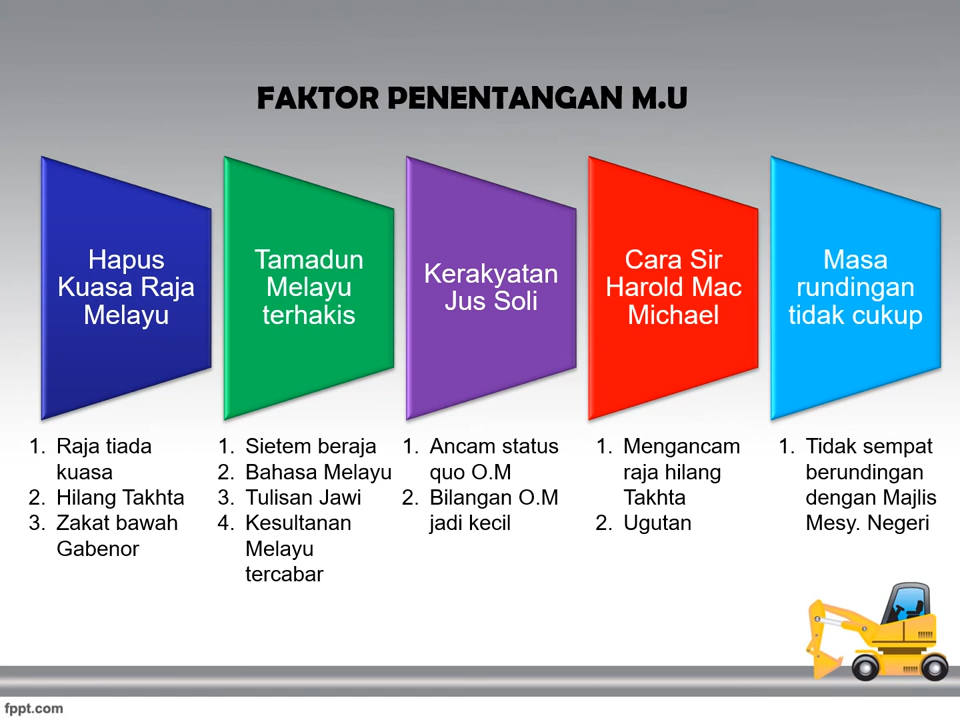 FAKTOR PENENTANGAN M.U
Hapus
Kuasa Raja
Melayu
Tamadun
Melayu
terhakis
Kerakyatan
Jus Soli
Cara Sir
Harold Mac
Michael
Masa
rundingan
tidak cukup
1. Raja tiada
kuasa
2. Hilang Takhta
3. Zakat bawah
Gabenor
1. Sietem beraja
2. Bahasa Melayu
3. Tulisan Jawi
4. Kesultanan
Melayu
tercabar
1. Ancam status
quo O.M
2. Bilangan O.M
jadi kecil
1. Mengancam
raja hilang
Takhta
2. Ugutan
1. Tidak sempat
berundingan
dengan Majlis
Mesy. Negeri
fppt.com